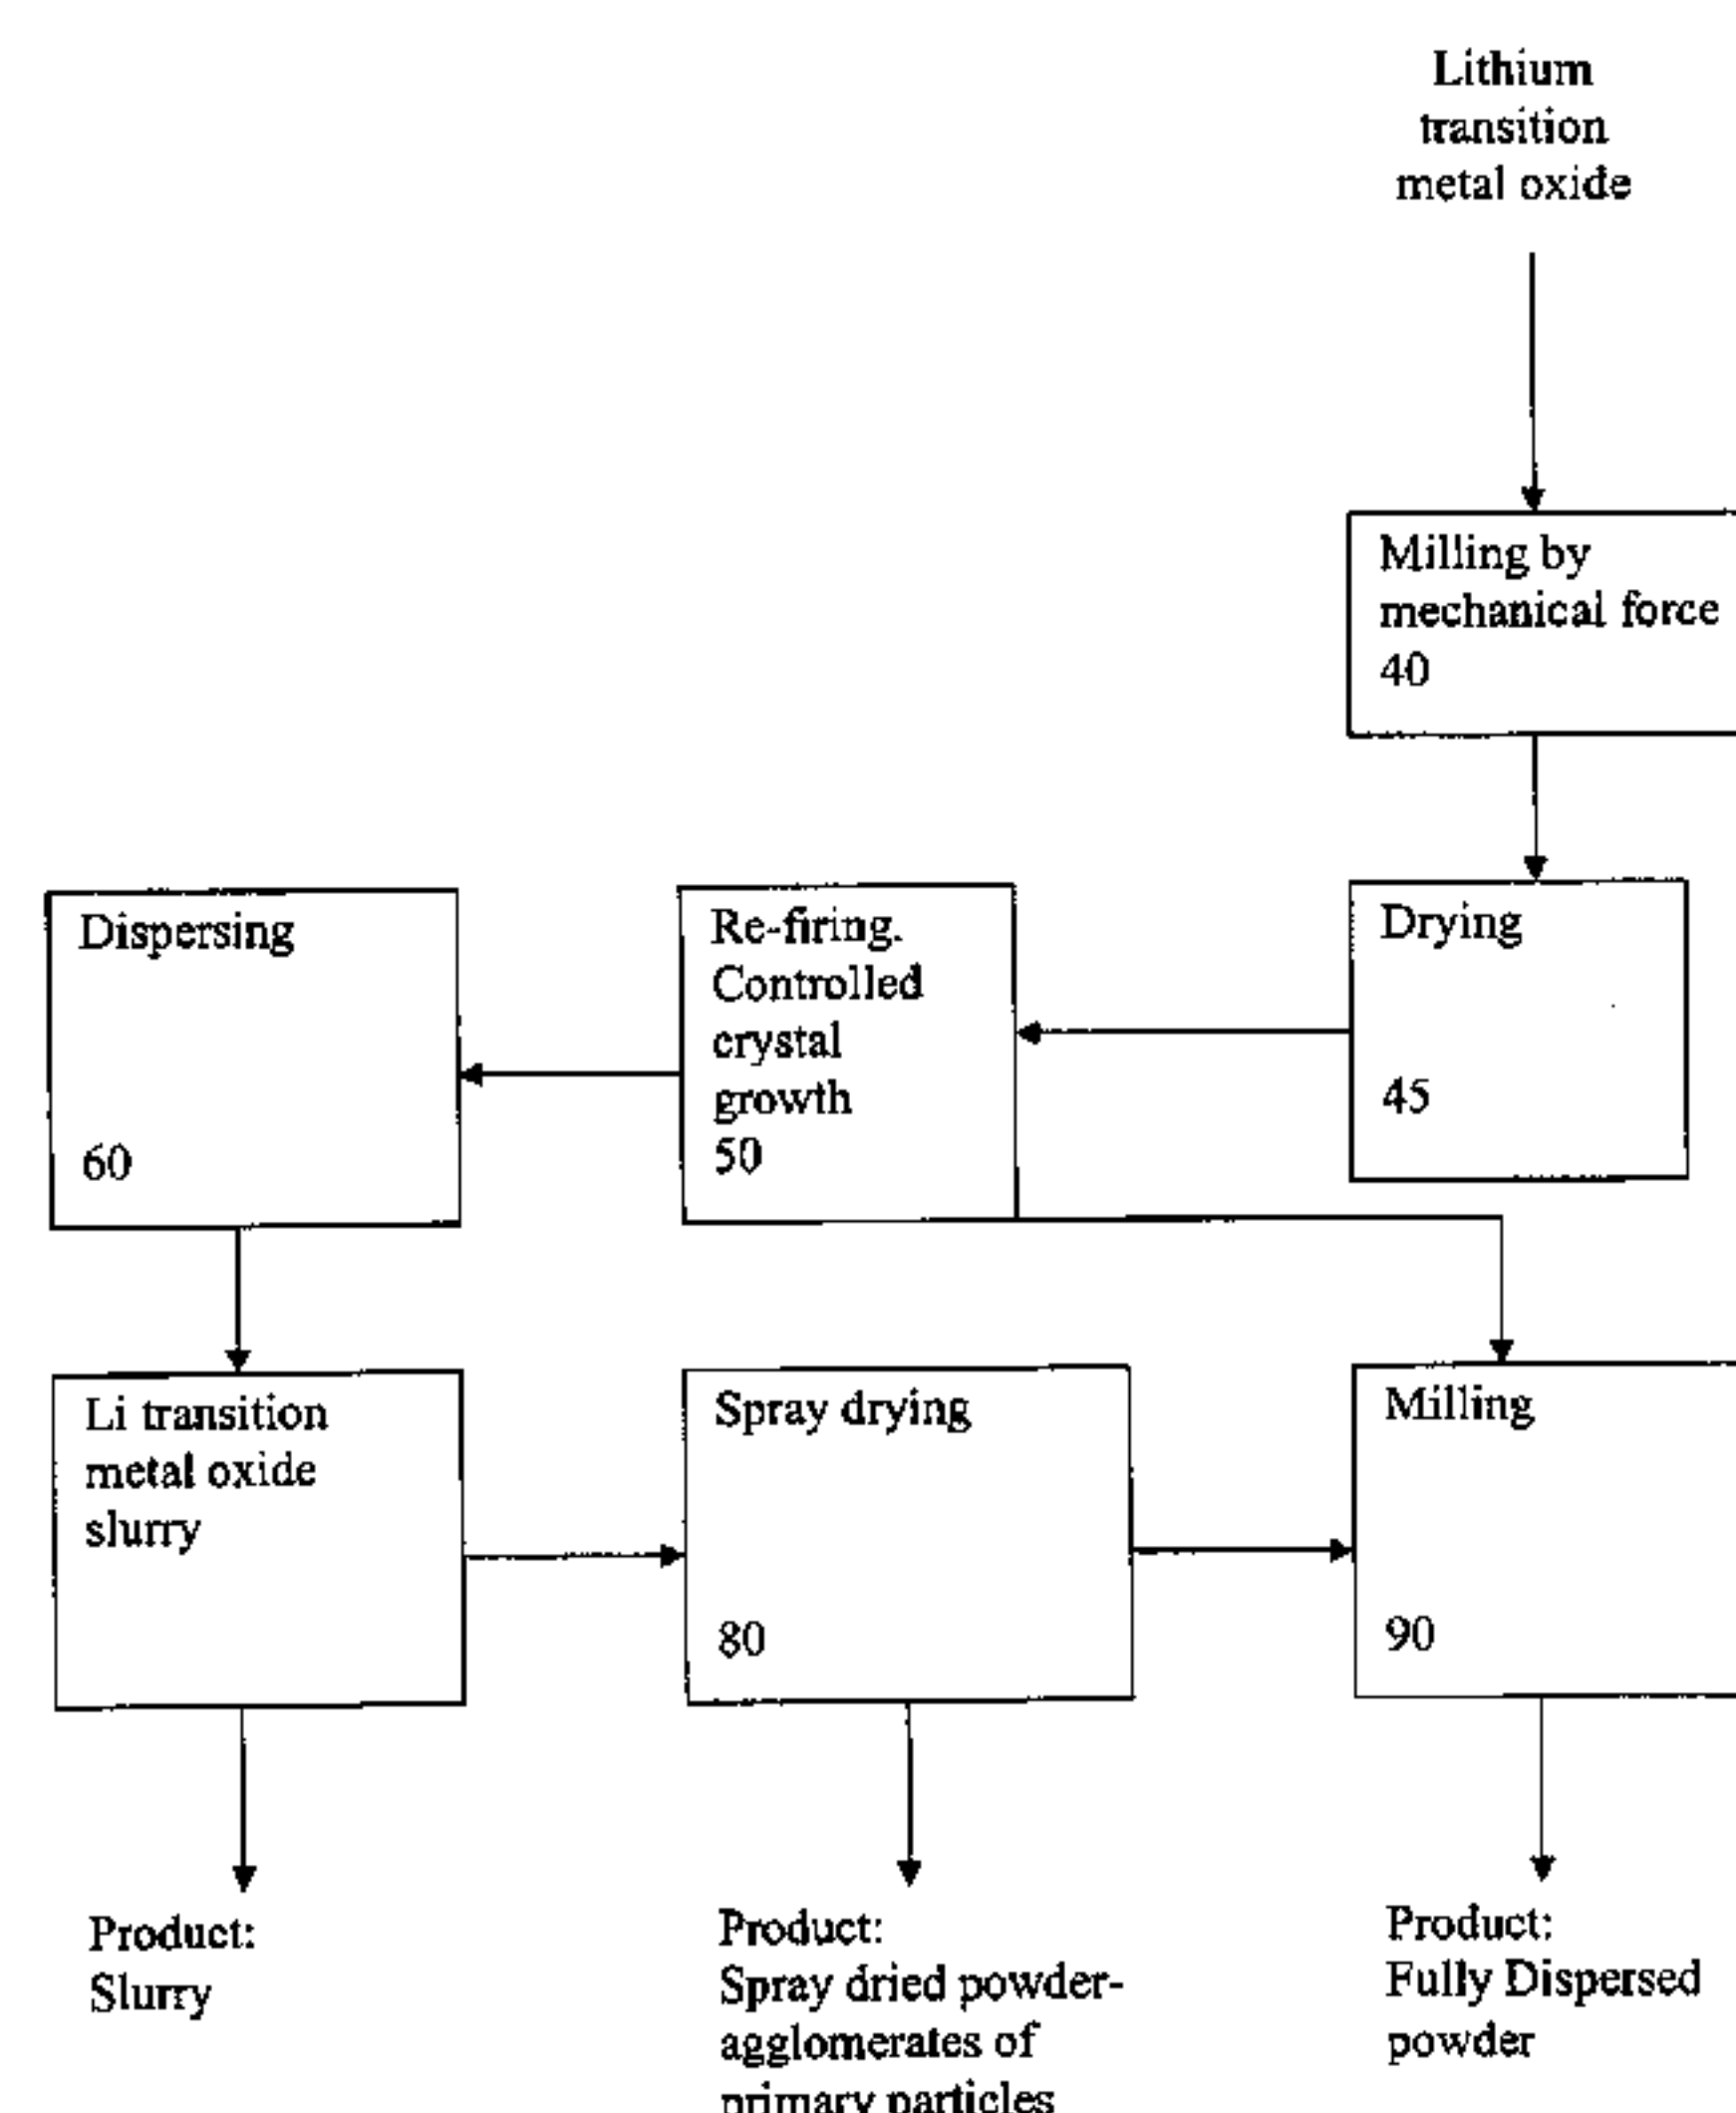 Lithium
transition
metal oxide
Milling by
mechanical force
40
Dispersing
60
Re-firing.
Controlled
crystal
growth
50
Drying
45
Li transition
metal oxide
slurry
Spray drying
80
Milling
90
Product:
Slurry
Product:
Spray dried powder-
agglomerates of
primary particles
Product:
Fully Dispersed
powder